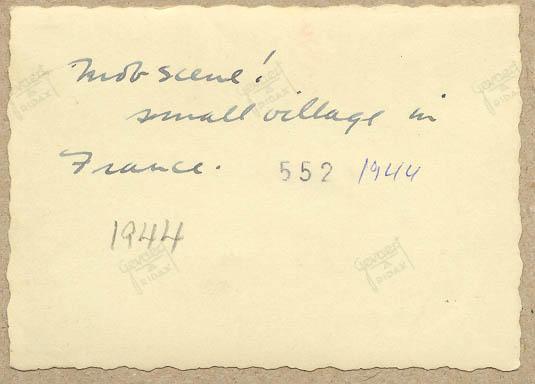 Mob scene!
small village in
France. 552 1944
1944
Gevaert
RIDAX
Gevaert
RIDAX
Gevaert
RIDAX
Gevaert
RIDAX